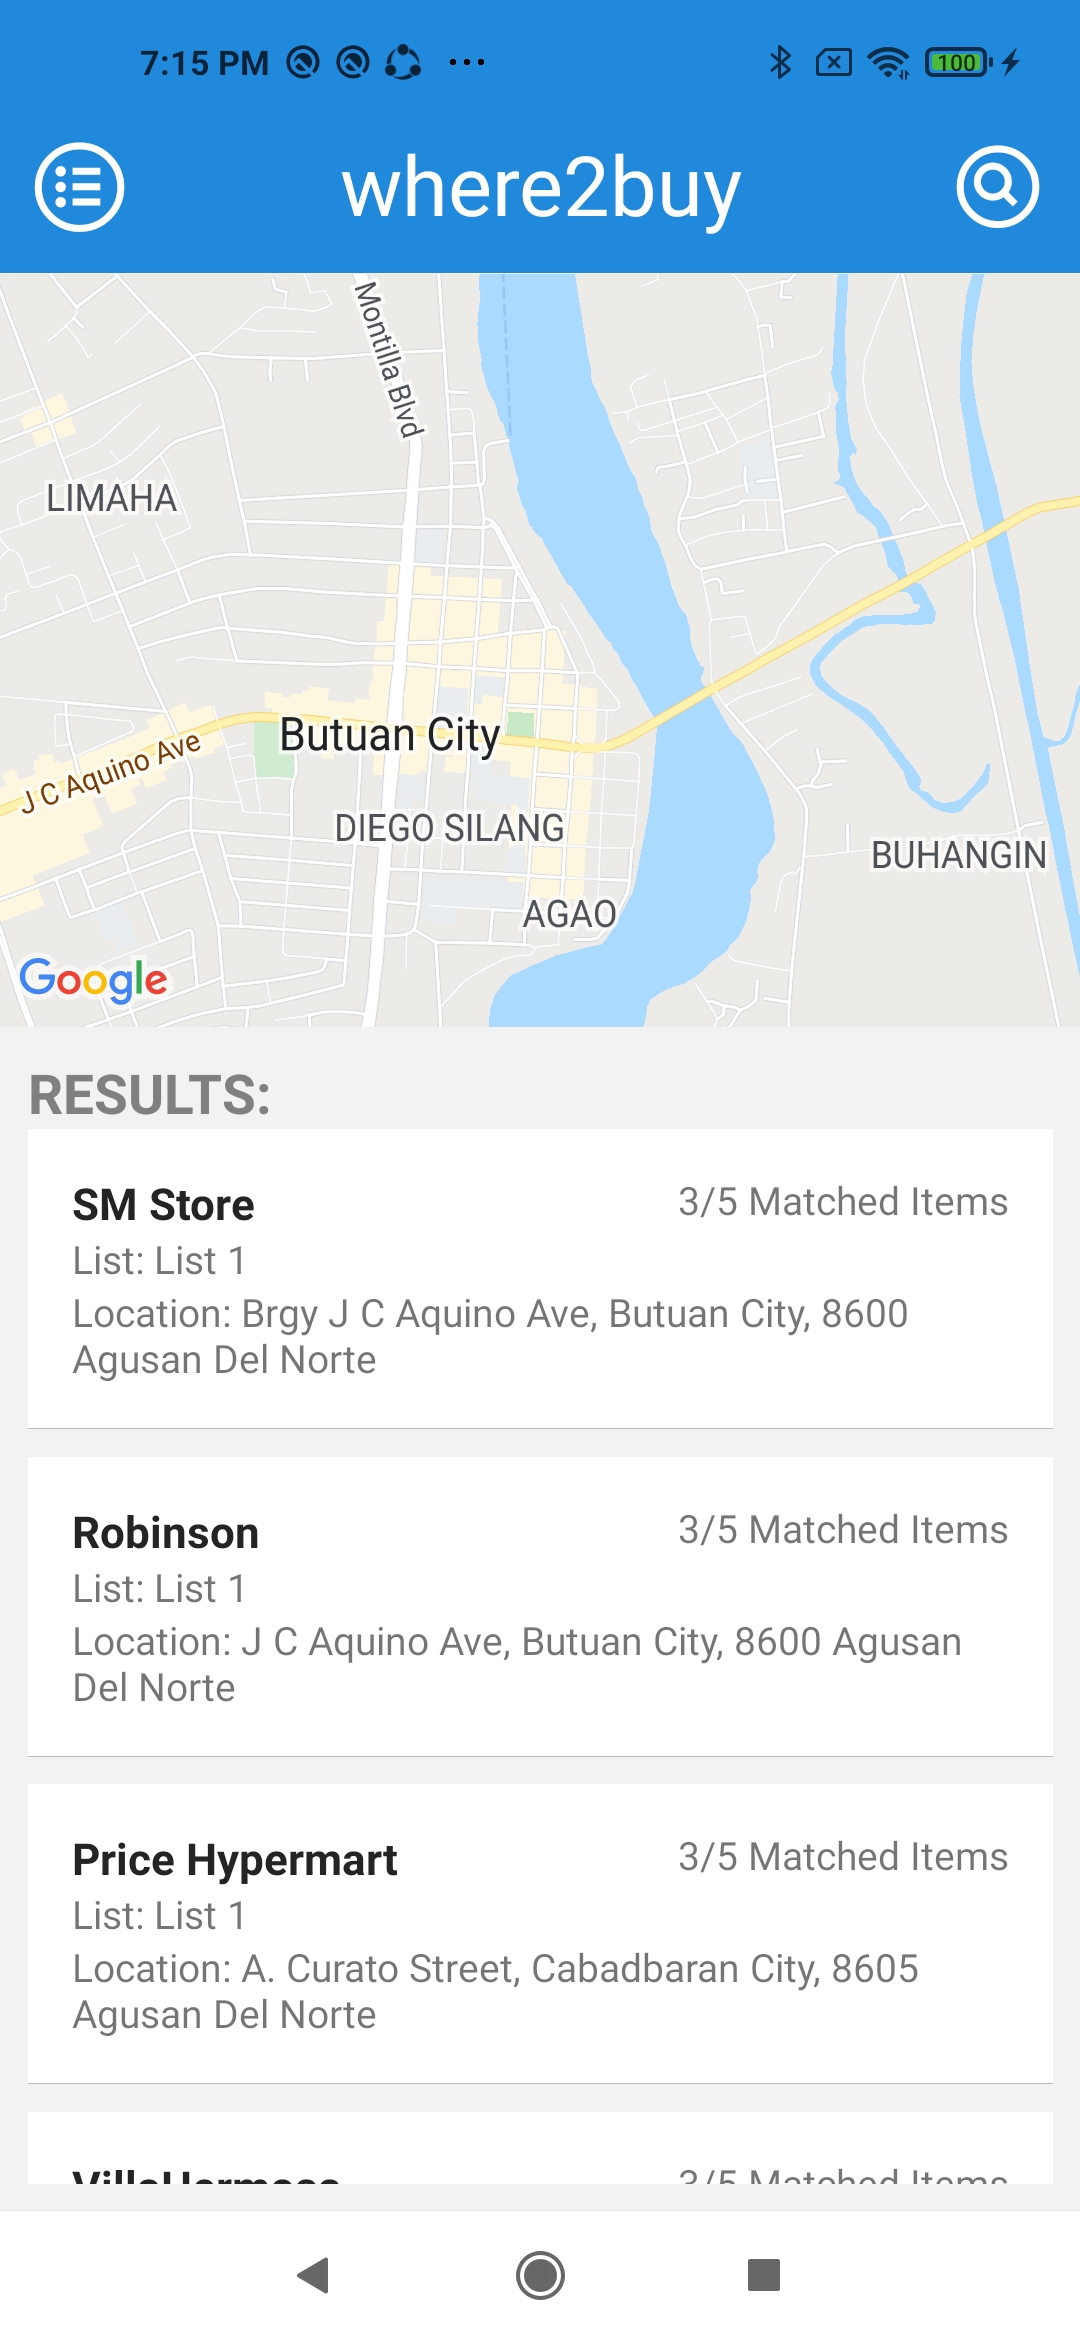 7:15 PM
100
where2buy
Montilla Blvd
LIMAHA
Butuan City
J C Aquino Ave
DIEGO SILANG
BUHANGIN
AGAO
Google
RESULTS:
SM Store
3/5 Matched Items
List: List 1
Location: Brgy J C Aquino Ave, Butuan City, 8600
Agusan Del Norte
Robinson
3/5 Matched Items
List: List 1
Location: J C Aquino Ave, Butuan City, 8600 Agusan
Del Norte
Price Hypermart
3/5 Matched Items
List: List 1
Location: A. Curato Street, Cabadbaran City, 8605
Agusan Del Norte
3/5 Matched Items